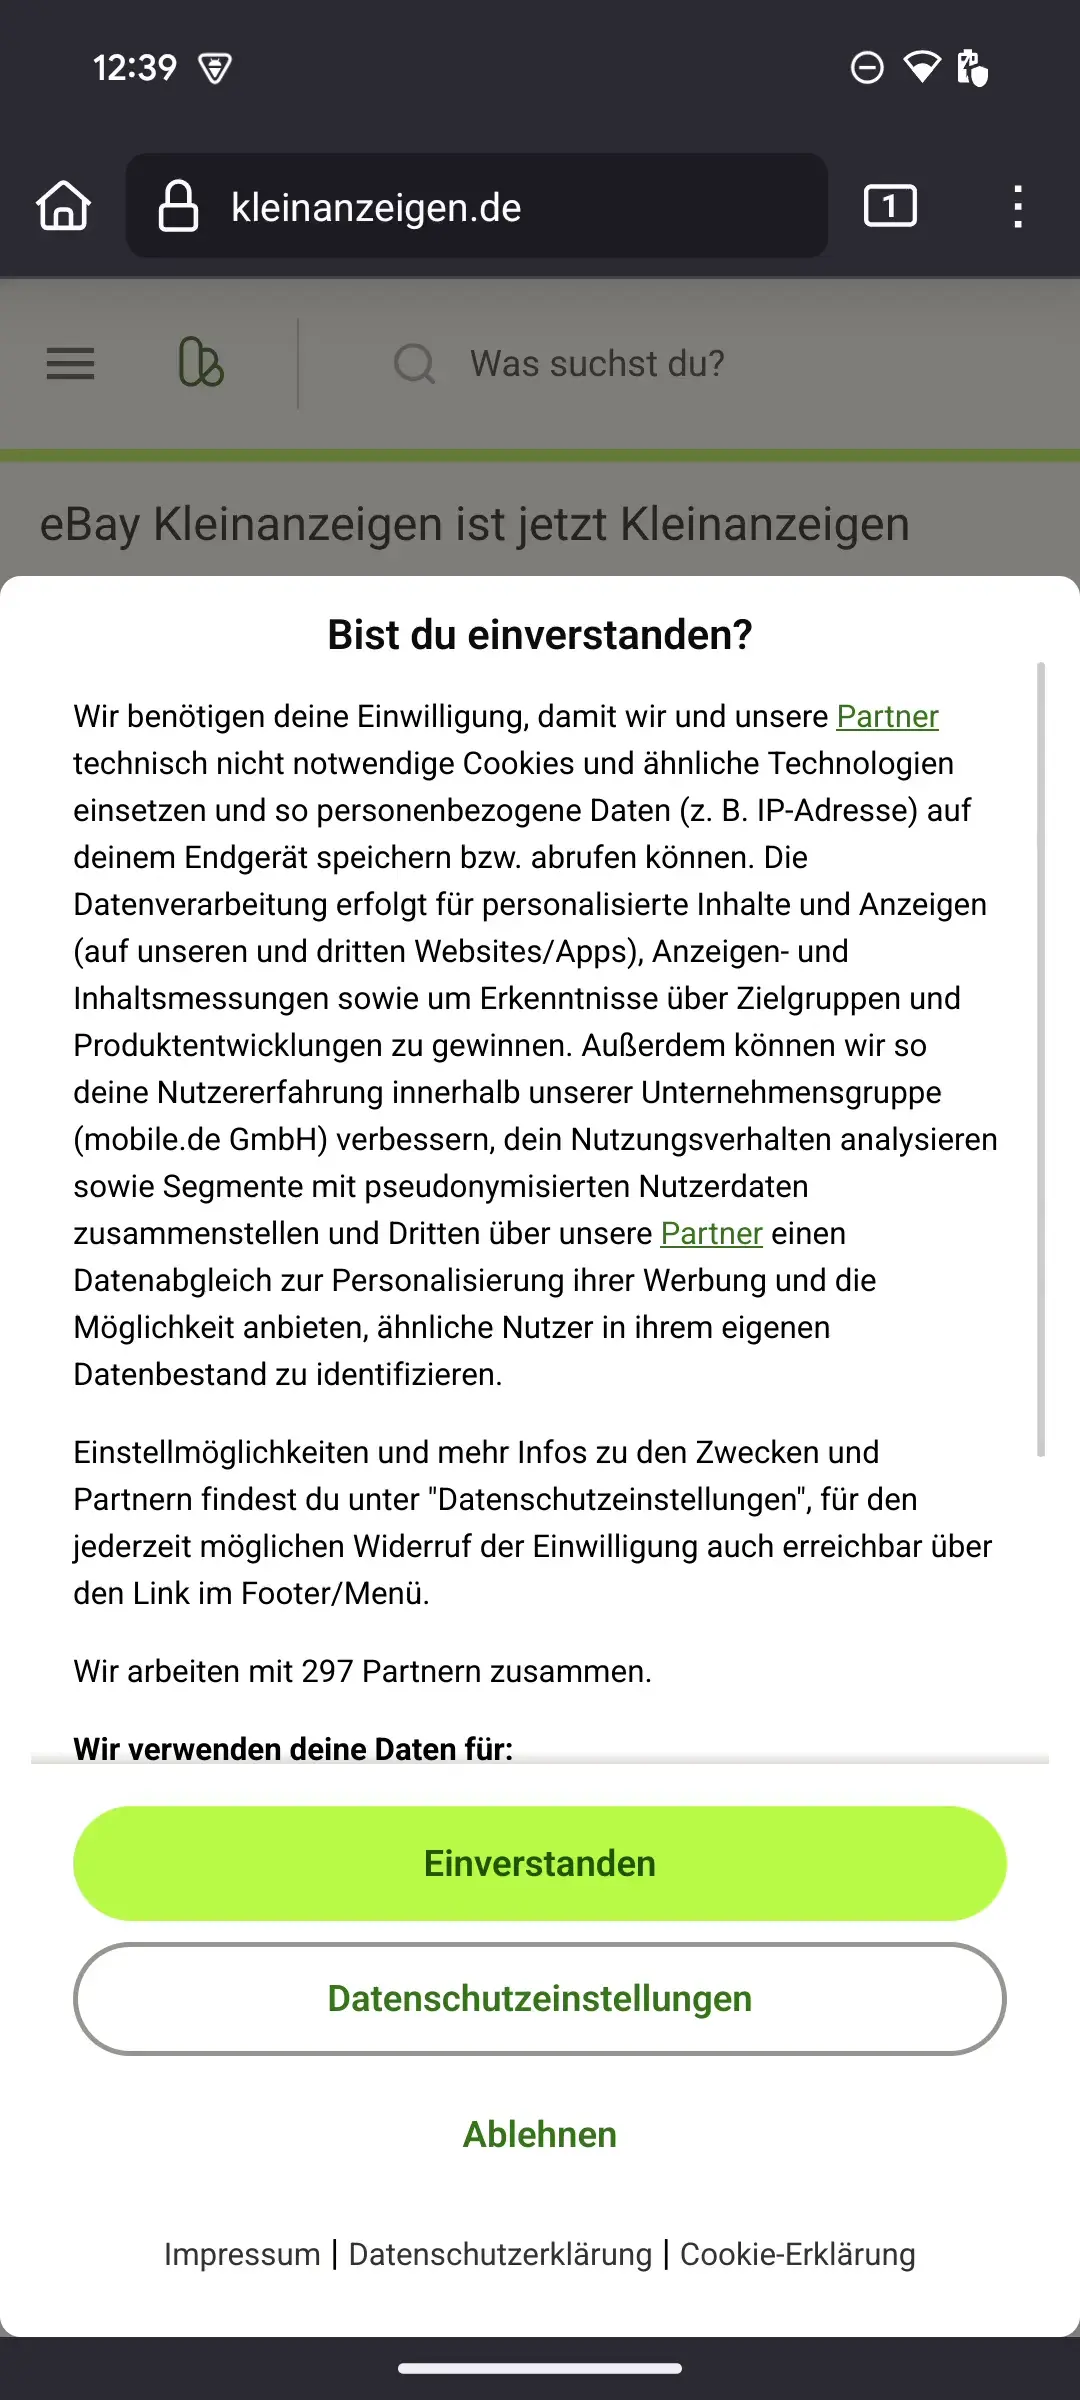 12:39
kleinanzeigen.de
1
Was suchst du?
eBay Kleinanzeigen ist jetzt Kleinanzeigen
Bist du einverstanden?
Wir benötigen deine Einwilligung, damit wir und unsere Partner
technisch nicht notwendige Cookies und ähnliche Technologien
einsetzen und so personenbezogene Daten (z. B. IP-Adresse) auf
deinem Endgerät speichern bzw. abrufen können. Die
Datenverarbeitung erfolgt für personalisierte Inhalte und Anzeigen
(auf unseren und dritten Websites/Apps), Anzeigen- und
Inhaltsmessungen sowie um Erkenntnisse über Zielgruppen und
Produktentwicklungen zu gewinnen. Außerdem können wir so
deine Nutzererfahrung innerhalb unserer Unternehmensgruppe
(mobile.de GmbH) verbessern, dein Nutzungsverhalten analysieren
sowie Segmente mit pseudonymisierten Nutzerdaten
zusammenstellen und Dritten über unsere Partner einen
Datenabgleich zur Personalisierung ihrer Werbung und die
Möglichkeit anbieten, ähnliche Nutzer in ihrem eigenen
Datenbestand zu identifizieren.
Einstellmöglichkeiten und mehr Infos zu den Zwecken und
Partnern findest du unter "Datenschutzeinstellungen", für den
jederzeit möglichen Widerruf der Einwilligung auch erreichbar über
den Link im Footer/Menü.
Wir arbeiten mit 297 Partnern zusammen.
Wir verwenden deine Daten für:
Einverstanden
Datenschutzeinstellungen
Ablehnen
Impressum | Datenschutzerklärung | Cookie-Erklärung